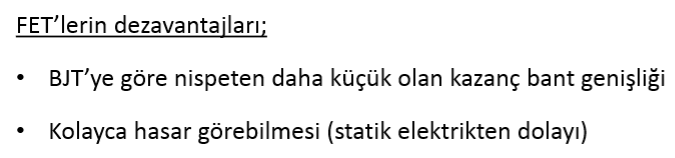 FET’lerin dezavantajları;
• BJT’ye göre nispeten daha küçük olan kazanç bant genişliği
• Kolayca hasar görebilmesi (statik elektrikten dolayı)